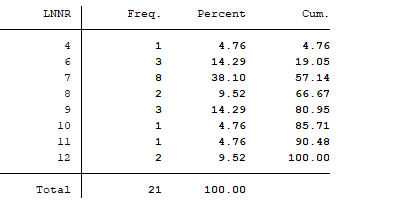 LNNR Freq. Percent Cum.
4 1 4.76 4.76
6 3 14.29 19.05
7 8 38.10 57.14
8 2 9.52 66.67
9 3 14.29 80.95
10 1 4.76 85.71
11 1 4.76 90.48
12 2 9.52 100.00
Total 21 100.00